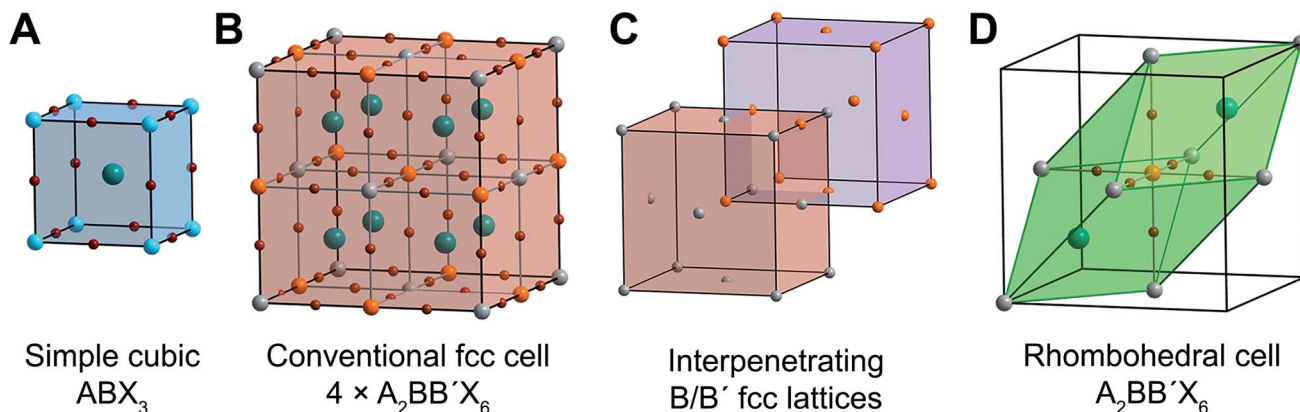 A
B
C
D
Simple cubic
ABX₃
Conventional fcc cell
4 × A₂BB´X₆
Interpenetrating
B/B´ fcc lattices
Rhombohedral cell
A₂BB´X₆